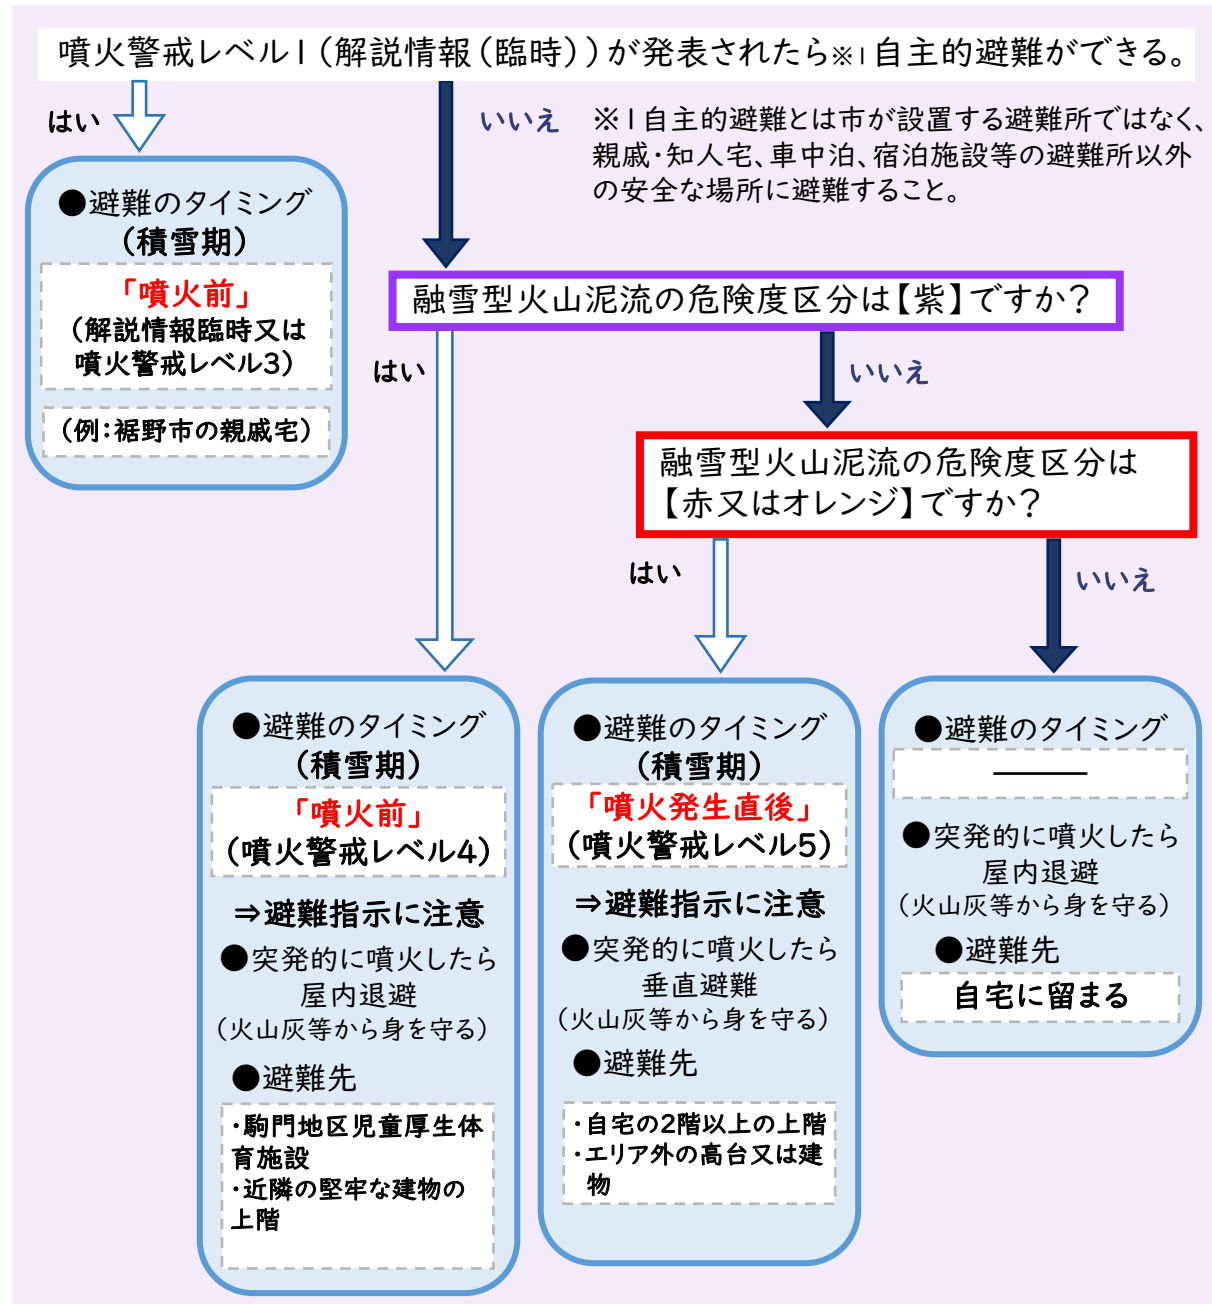 噴火警戒レベル1（解説情報（臨時））が発表されたら※1自主的避難ができる。
はい
いいえ
※1自主的避難とは市が設置する避難所ではなく、
親戚・知人宅、車中泊、宿泊施設等の避難所以外
の安全な場所に避難すること。
●避難のタイミング
（積雪期）
「噴火前」
（解説情報臨時又は
噴火警戒レベル3）
（例：裾野市の親戚宅）
融雪型火山泥流の危険度区分は【紫】ですか？
はい
いいえ
融雪型火山泥流の危険度区分は
【赤又はオレンジ】ですか？
はい
いいえ
●避難のタイミング
（積雪期）
「噴火前」
（噴火警戒レベル4）
⇒避難指示に注意
●突発的に噴火したら
屋内退避
（火山灰等から身を守る）
●避難先
・駒門地区児童厚生体
育施設
・近隣の堅牢な建物の
上階
●避難のタイミング
（積雪期）
「噴火発生直後」
（噴火警戒レベル5）
⇒避難指示に注意
●突発的に噴火したら
垂直避難
（火山灰等から身を守る）
●避難先
・自宅の2階以上の上階
・エリア外の高台又は建
物
●避難のタイミング
―――
●突発的に噴火したら
屋内退避
（火山灰等から身を守る）
●避難先
自宅に留まる